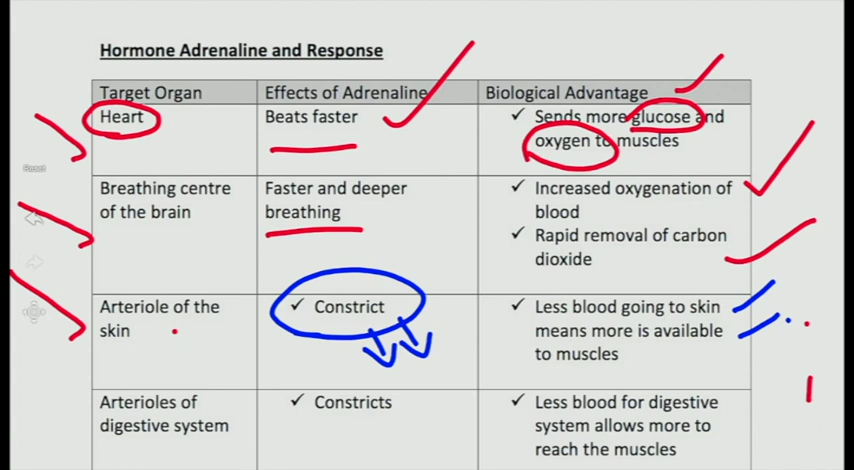 Hormone Adrenaline and Response
Target Organ Effects of Adrenaline Biological Advantage
Heart Beats faster ✓ Sends more glucose and
oxygen to muscles
Breathing centre Faster and deeper ✓ Increased oxygenation of
of the brain breathing blood
✓ Rapid removal of carbon
dioxide
Arteriole of the ✓ Constrict ✓ Less blood going to skin
skin means more is available
to muscles
Arterioles of ✓ Constricts ✓ Less blood for digestive
digestive system system allows more to
reach the muscles
Reset